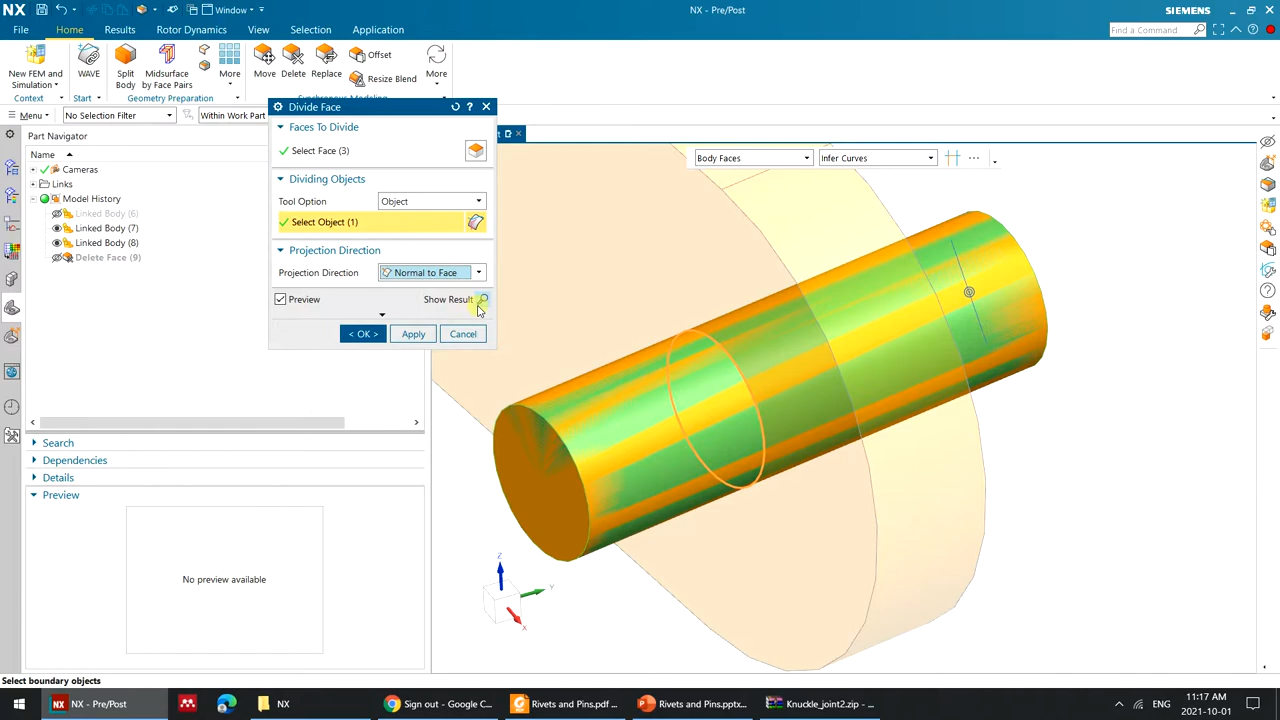 NX
Window
NX - Pre/Post
SIEMENS
File
Home
Results
Rotor Dynamics
View
Selection
Application
Find a Command
New FEM and
Simulation
WAVE
Split
Body
Midsurface
by Face Pairs
More
Move
Delete
Replace
Offset
Resize Blend
More
Context
Start
Geometry Preparation
Menu
No Selection Filter
Within Work Part
Divide Face
Faces To Divide
Select Face (3)
Dividing Objects
Tool Option
Object
Select Object (1)
Projection Direction
Projection Direction
Normal to Face
Preview
Show Result
< OK >
Apply
Cancel
Body Faces
Infer Curves
Part Navigator
Name
Cameras
Links
Model History
Linked Body (6)
Linked Body (7)
Linked Body (8)
Delete Face (9)
Search
Dependencies
Details
Preview
No preview available
Z
Y
X
Select boundary objects
NX - Pre/Post
NX
Sign out - Google C...
Rivets and Pins.pdf ...
Rivets and Pins.pptx...
Knuckle_joint2.zip - ...
ENG
11:17 AM
2021-10-01